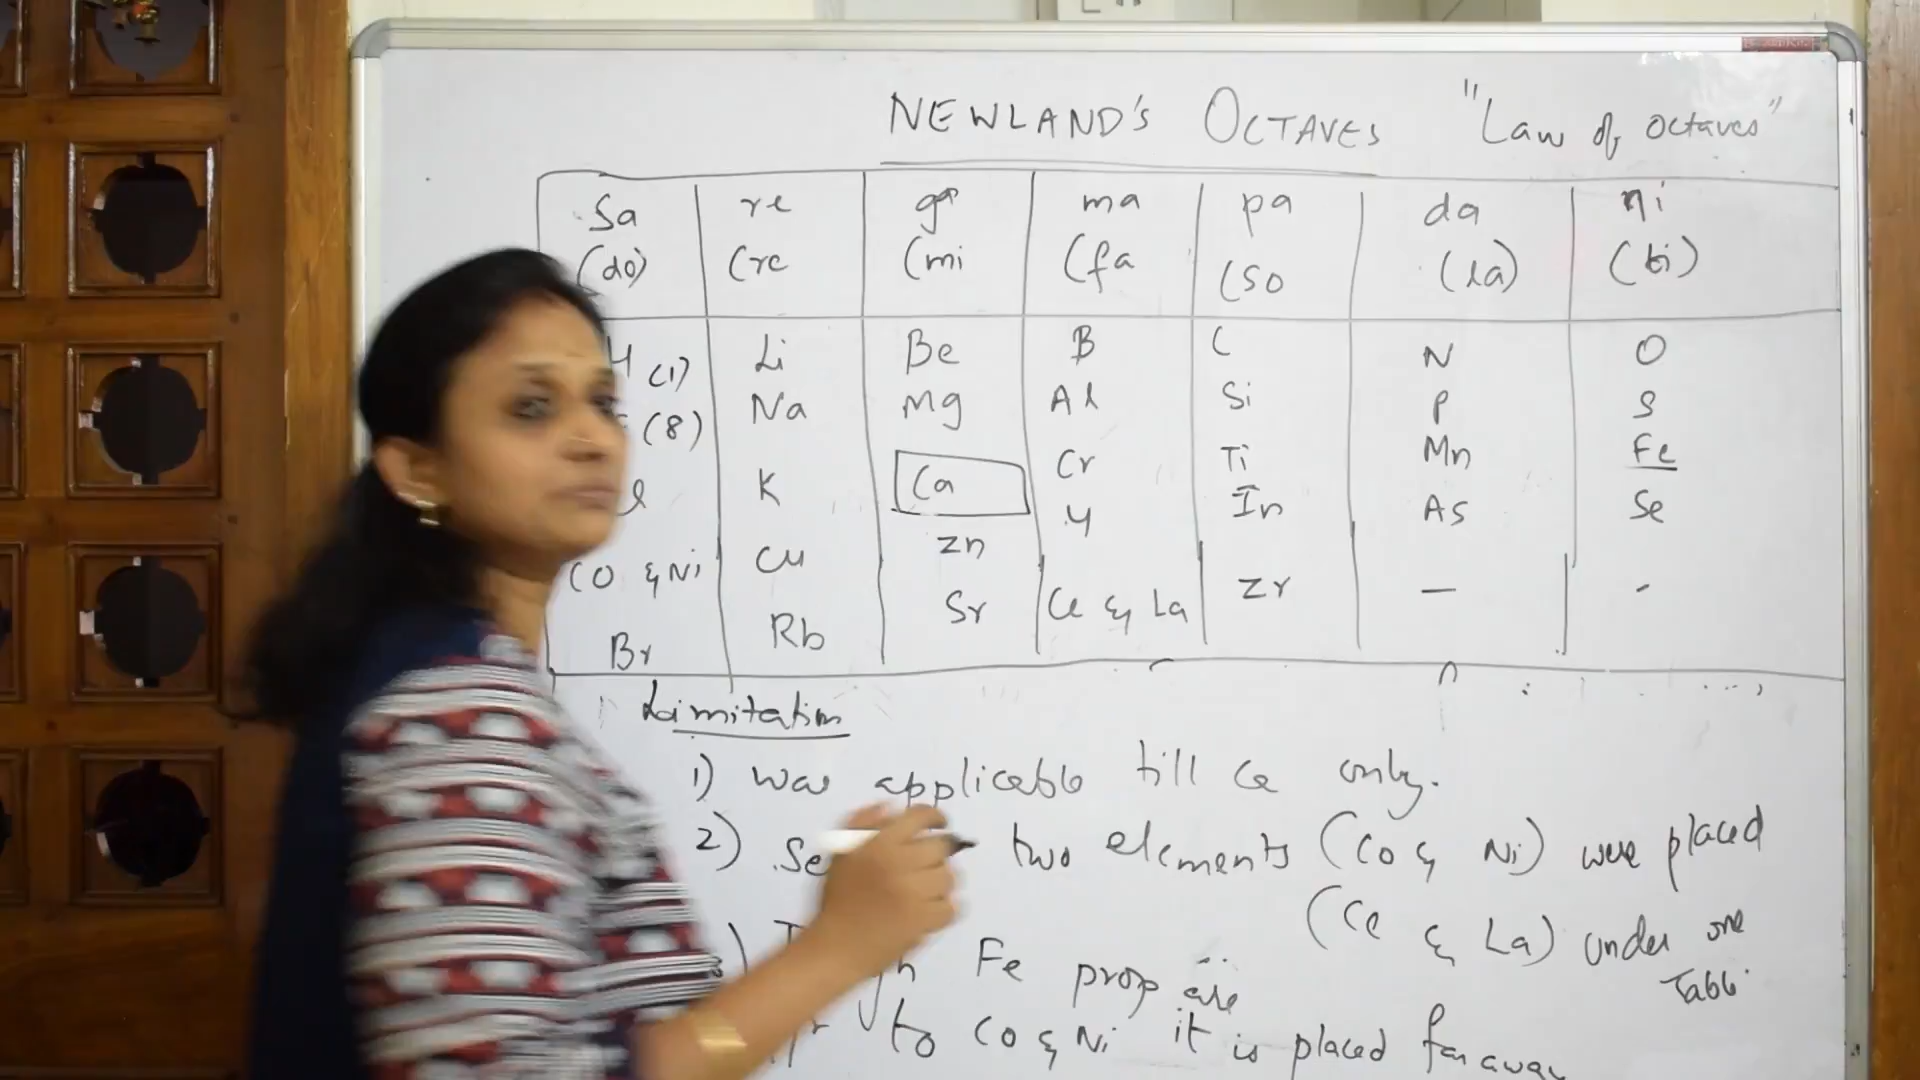 NEWLAND'S OCTAVES "Law of octaves"
Sa re ga ma pa da ni
(do) (re (mi (fa (so (la) (ti)
H (1) Li Be B C N O
(8) Na Mg Al Si P S
K Ca Cr Ti Mn Fe
Y In As Se
Co & Ni Cu Zn Ce & La Zr — -
Br Rb Sr
Limitation
1) was applicable till Ca only.
2) two elements (Co & Ni) were placed
(Ce & La) under one
Table
3) Fe prop are
to Co & Ni it is placed far away